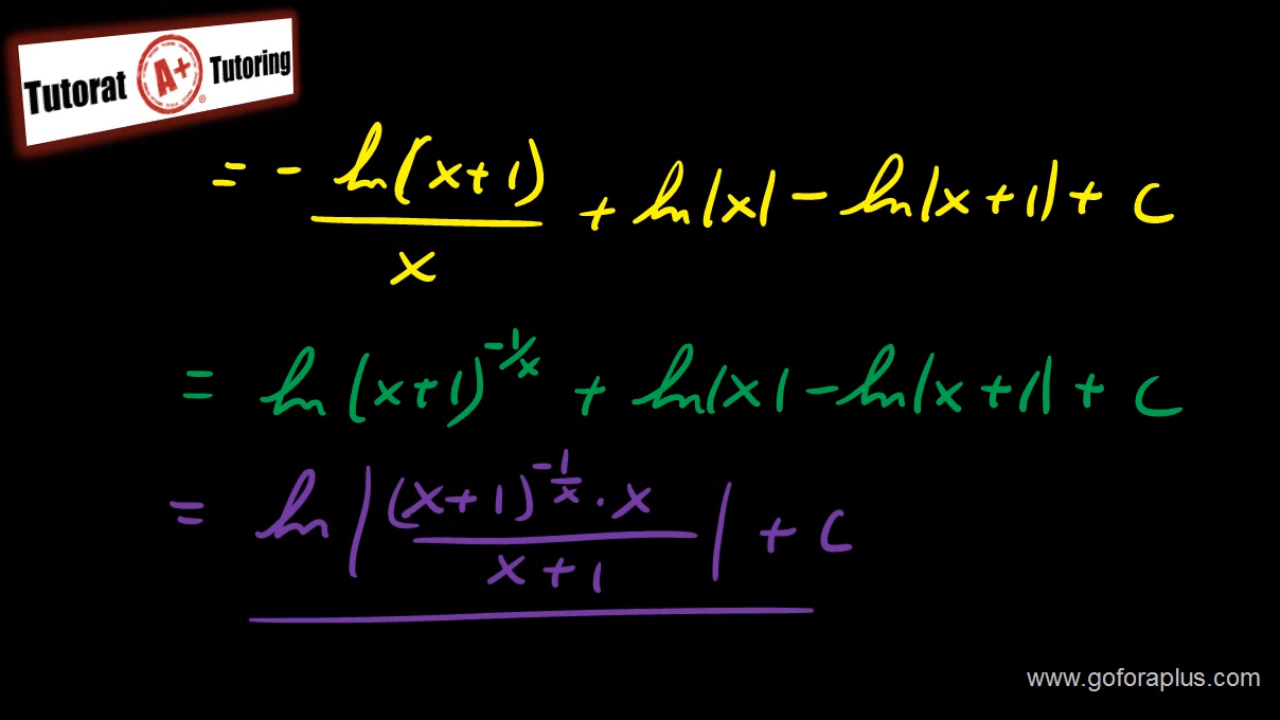 Tutorat A+ Tutoring ®
= - ln(x+1)/x + ln|x| - ln|x+1| + C
= ln(x+1)^(-1/x) + ln|x| - ln|x+1| + C
= ln|((x+1)^(-1/x) · x)/(x+1)| + C
www.goforaplus.com